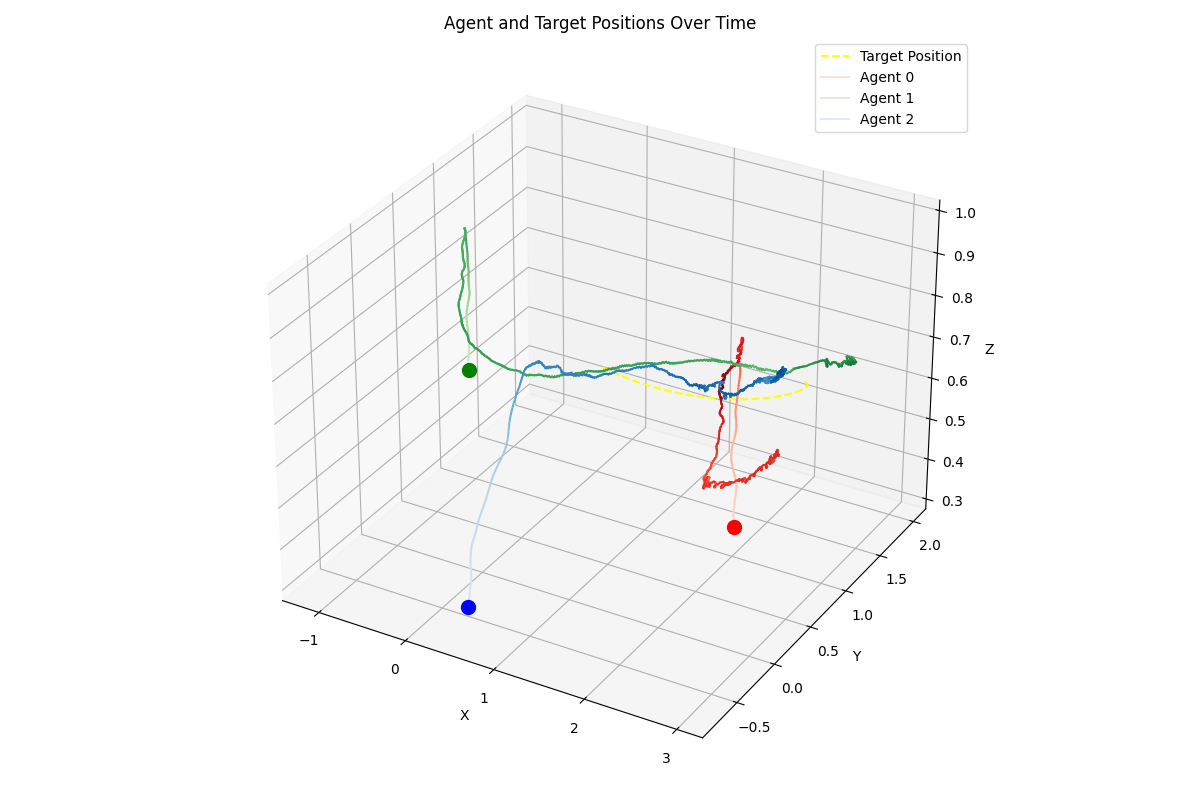 Agent and Target Positions Over Time
Target Position
Agent 0
Agent 1
Agent 2
1.0
0.9
0.8
0.7
Z
0.6
0.5
0.4
0.3
2.0
1.5
1.0
0.5
Y
0.0
−0.5
−1
0
1
X
2
3